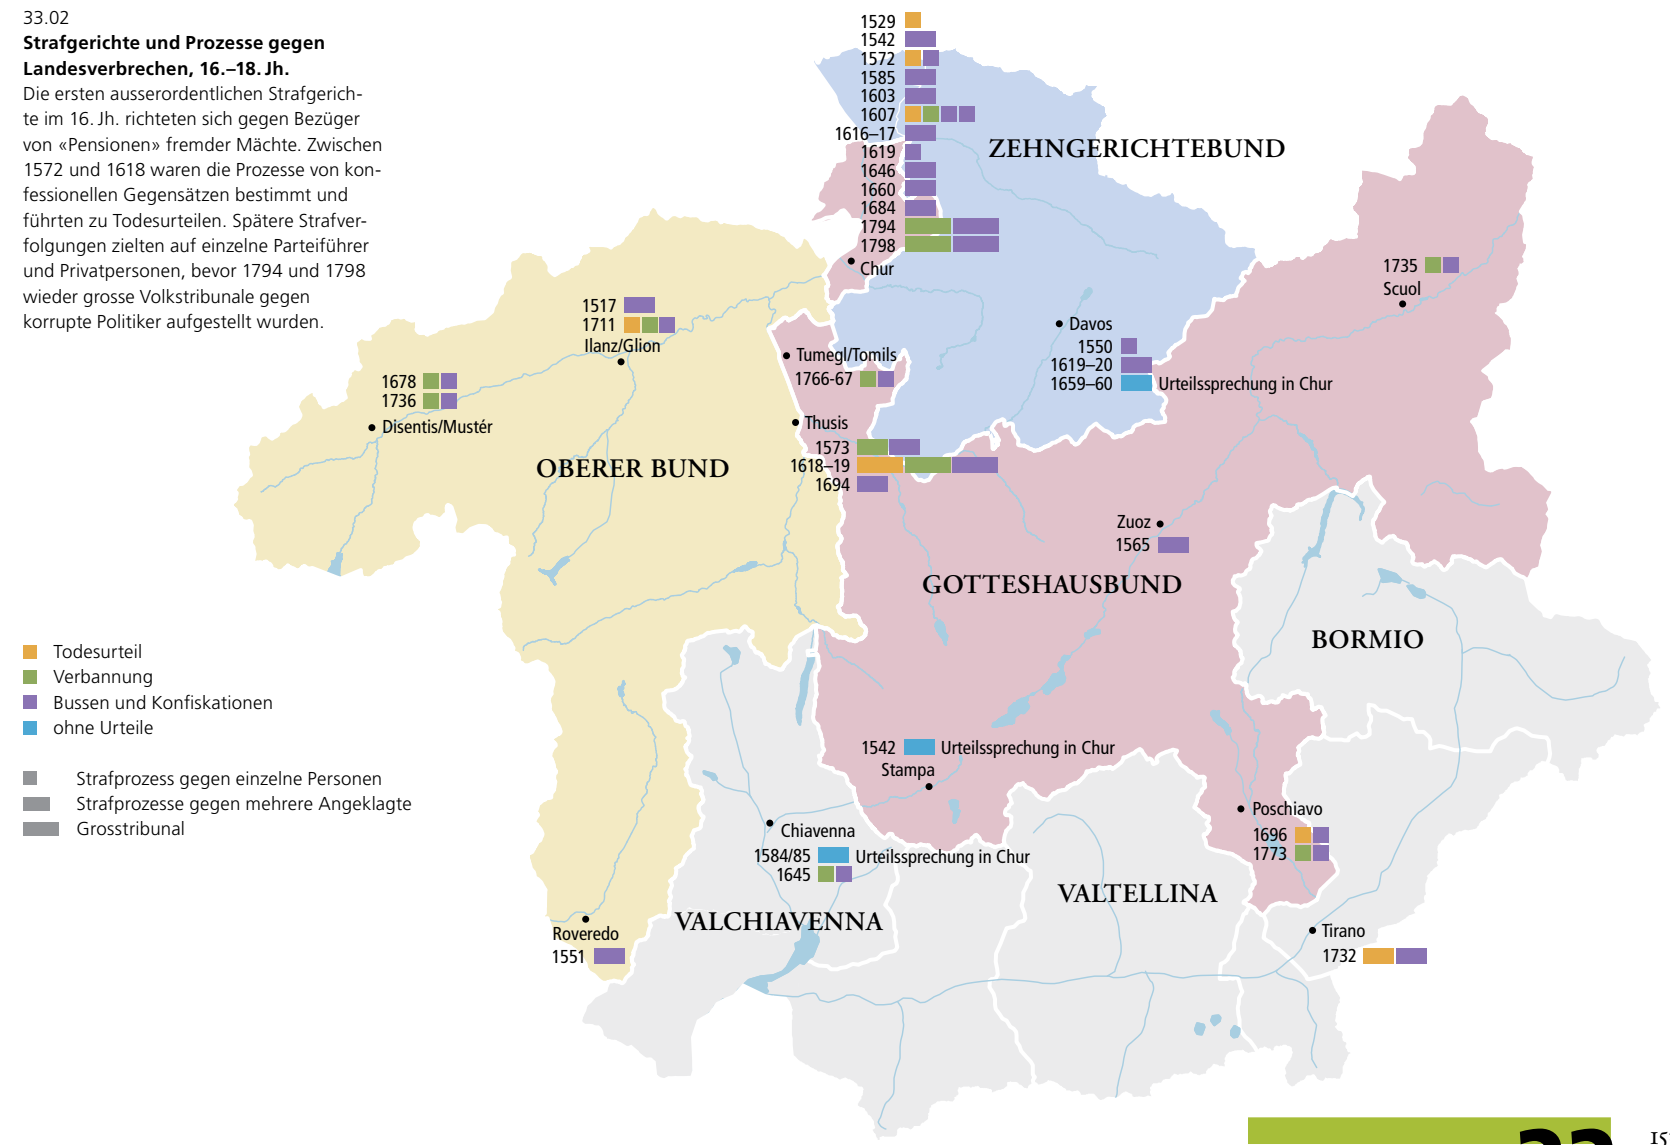 33.02
Strafgerichte und Prozesse gegen
Landesverbrechen, 16.–18. Jh.
Die ersten ausserordentlichen Strafgerich-
te im 16. Jh. richteten sich gegen Bezüger
von «Pensionen» fremder Mächte. Zwischen
1572 und 1618 waren die Prozesse von kon-
fessionellen Gegensätzen bestimmt und
führten zu Todesurteilen. Spätere Strafver-
folgungen zielten auf einzelne Parteiführer
und Privatpersonen, bevor 1794 und 1798
wieder grosse Volkstribunale gegen
korrupte Politiker aufgestellt wurden.
1529
1542
1572
1585
1603
1607
1616–17
1619
1646
1660
1684
1794
1798
Chur
ZEHNGERICHTEBUND
1735
Scuol
1517
1711
Ilanz/Glion
Davos
1550
1619–20
1659–60 Urteilssprechung in Chur
Tumegl/Tomils
1766-67
1678
1736
Disentis/Mustér
Thusis
1573
1618–19
1694
OBERER BUND
Zuoz
1565
GOTTESHAUSBUND
BORMIO
Todesurteil
Verbannung
Bussen und Konfiskationen
ohne Urteile
Strafprozess gegen einzelne Personen
Strafprozesse gegen mehrere Angeklagte
Grosstribunal
1542 Urteilssprechung in Chur
Stampa
Poschiavo
1696
1773
Chiavenna
1584/85 Urteilssprechung in Chur
1645
VALTELLINA
VALCHIAVENNA
Roveredo
1551
Tirano
1732